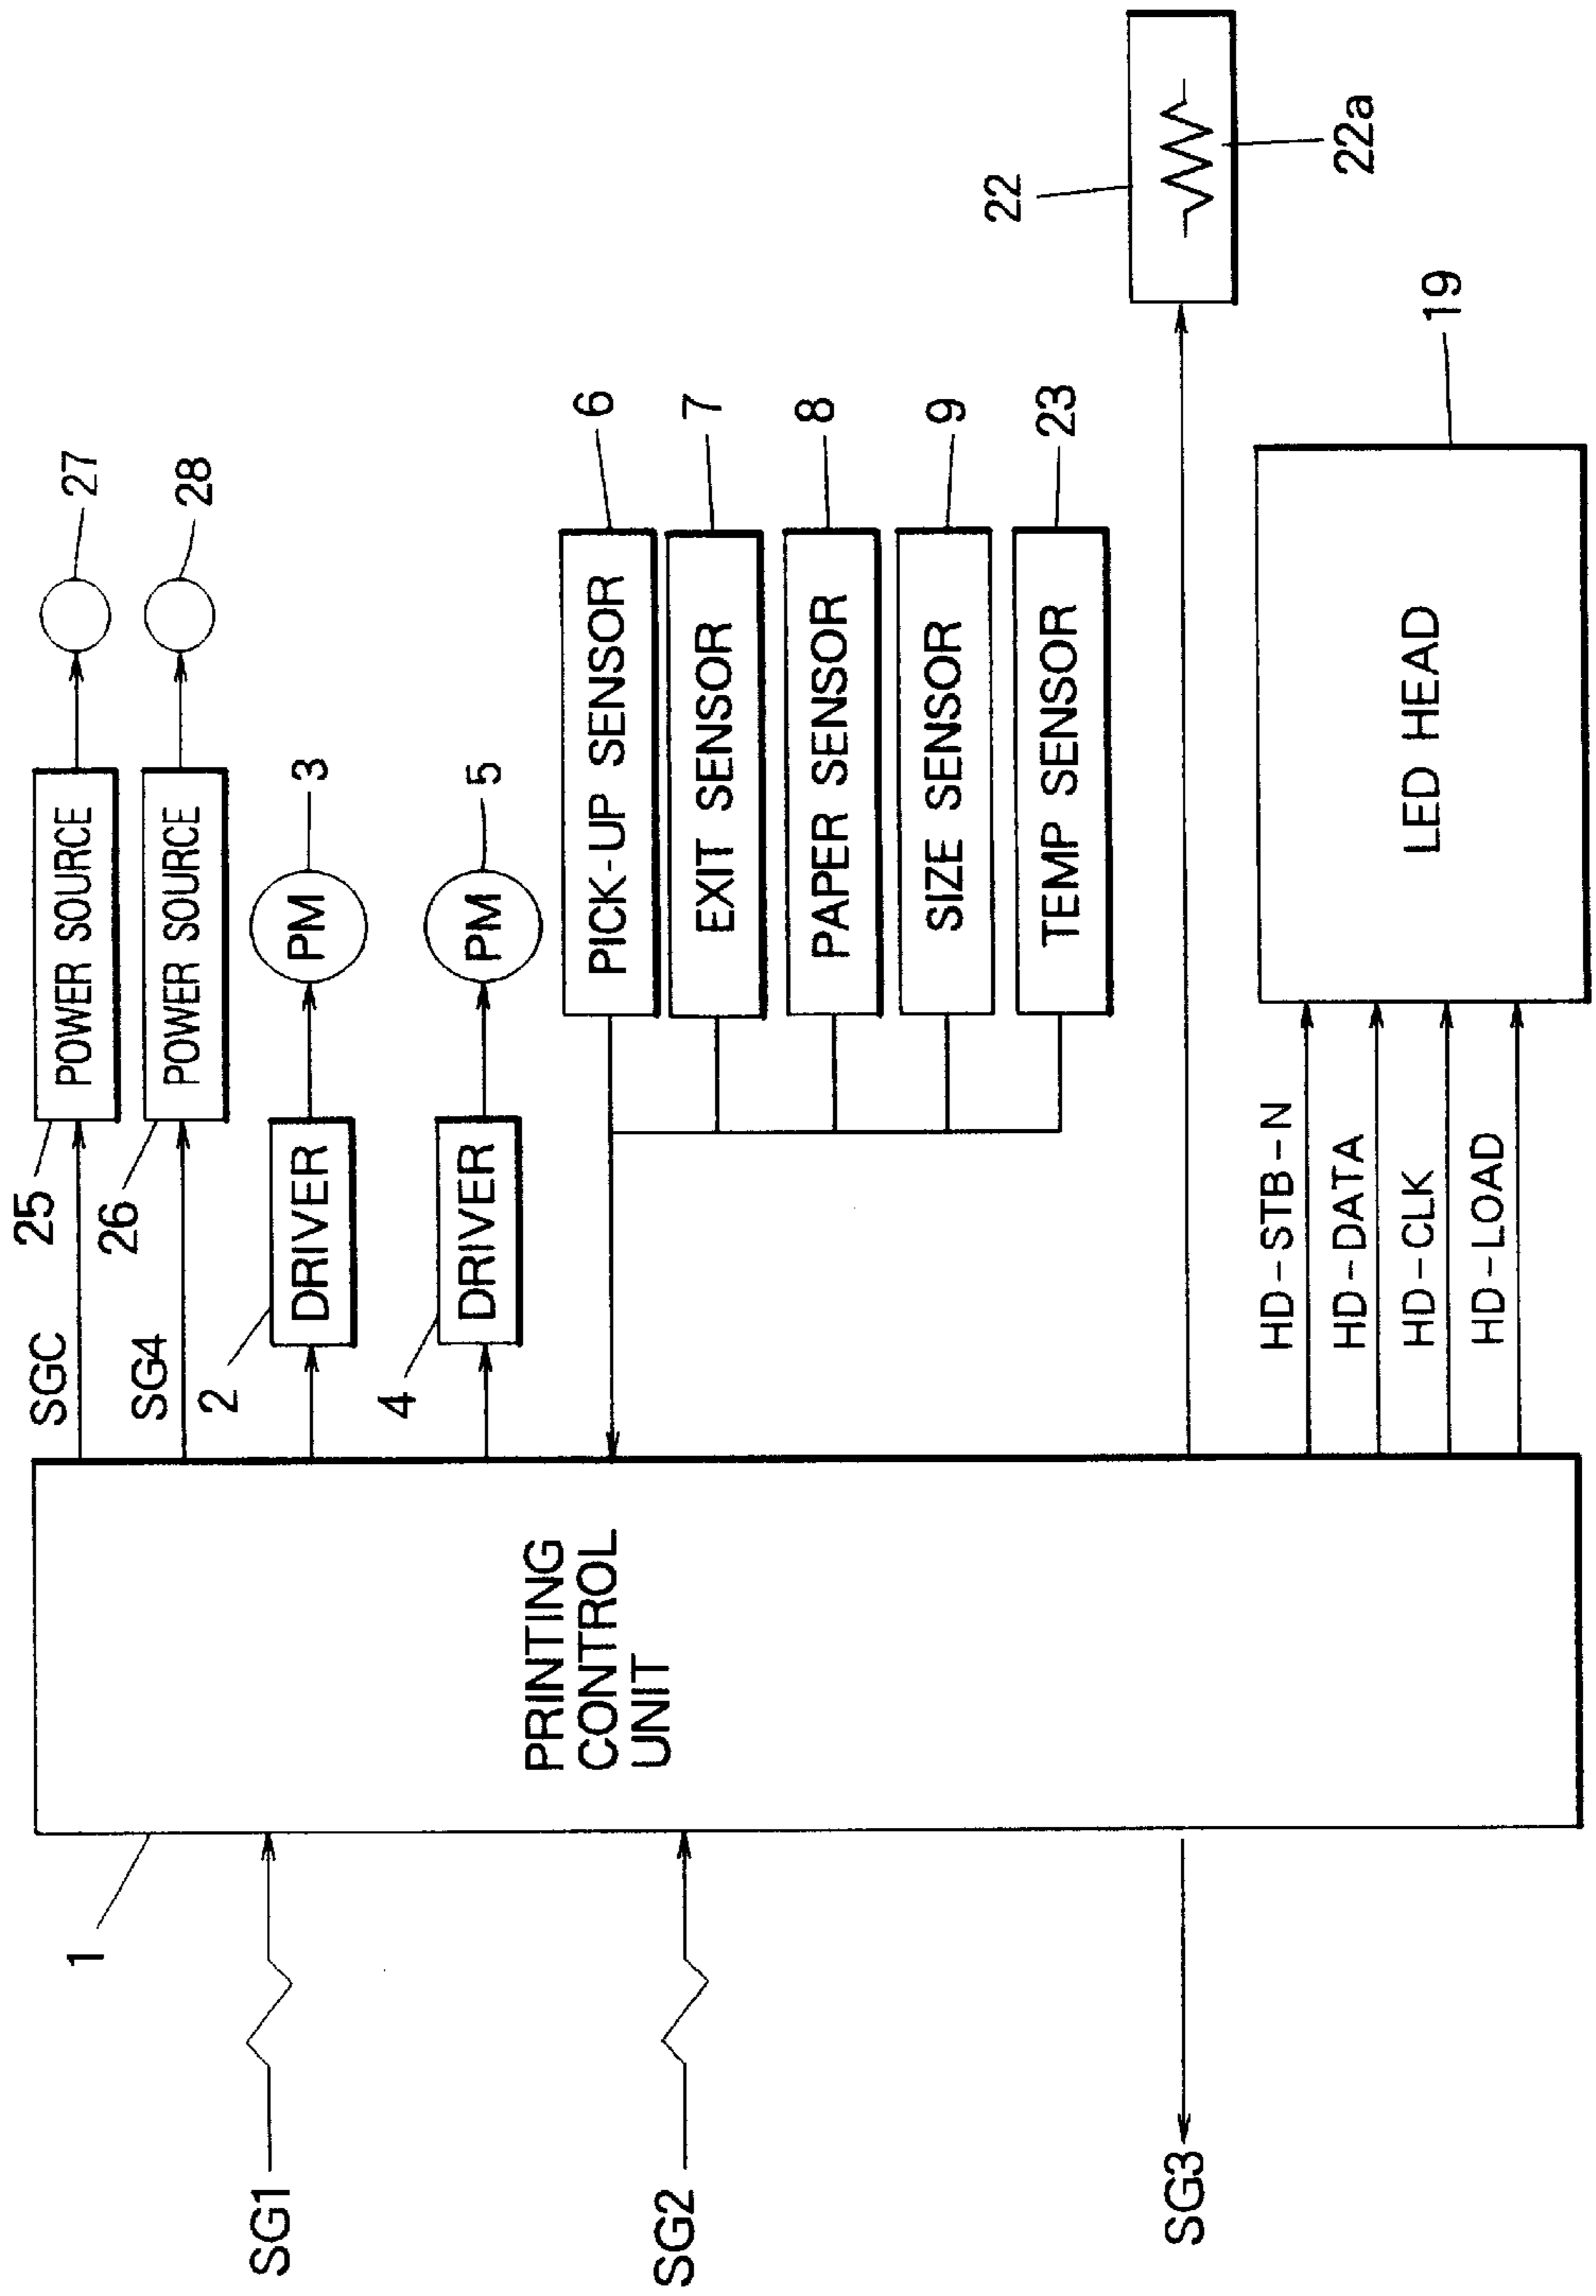 SG1
SG2
SG3
1
PRINTING
CONTROL
UNIT
SGC
25
POWER SOURCE
27
SG4
26
POWER SOURCE
28
2
DRIVER
PM
3
4
DRIVER
PM
5
PICK-UP SENSOR
6
EXIT SENSOR
7
PAPER SENSOR
8
SIZE SENSOR
9
TEMP SENSOR
23
22
22a
HD-STB-N
HD-DATA
HD-CLK
HD-LOAD
LED HEAD
19